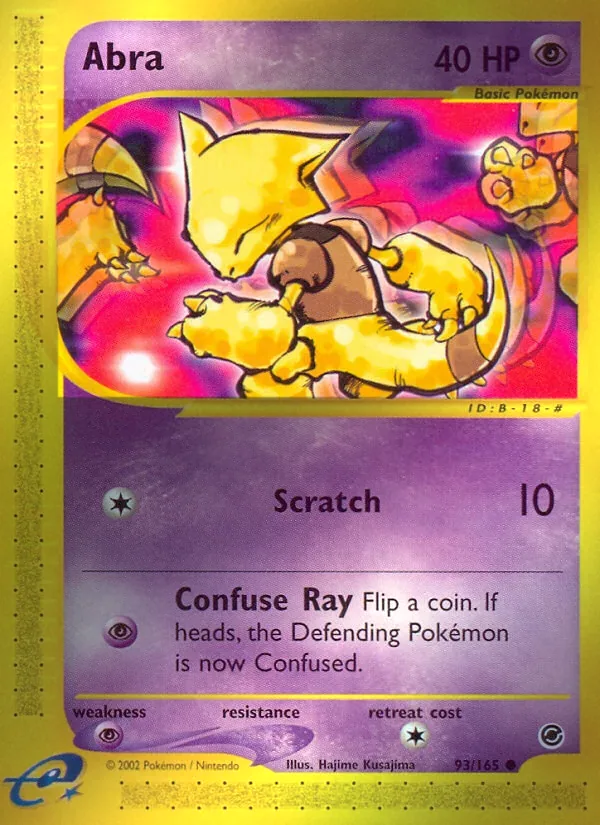 Abra
40 HP
Basic Pokémon
ID:B-18-#
Scratch 10
Confuse Ray Flip a coin. If
heads, the Defending Pokémon
is now Confused.
weakness resistance retreat cost
© 2002 Pokémon / Nintendo Illus. Hajime Kusajima 93/165
e